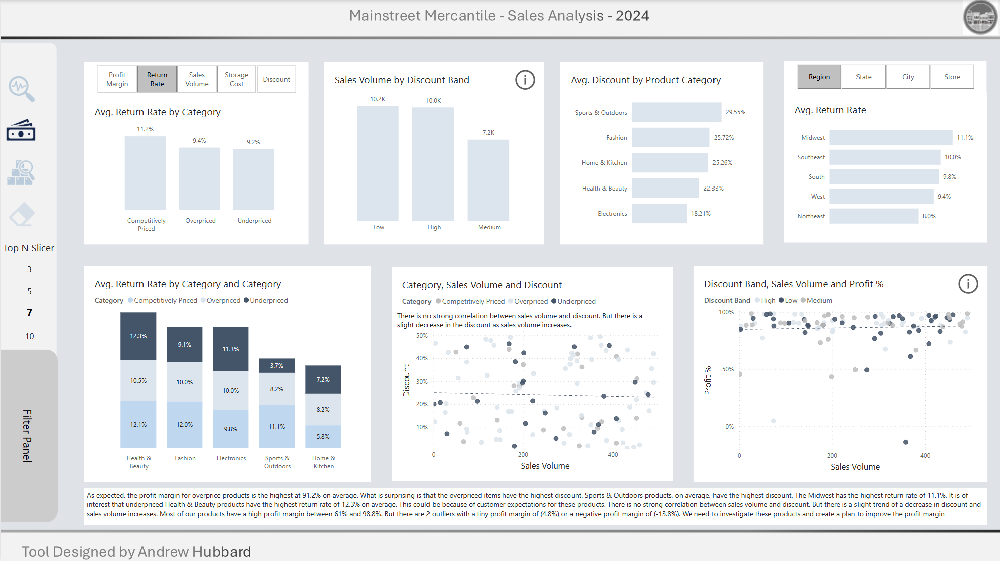 Mainstreet Mercantile - Sales Analysis - 2024
Profit
Margin
Return
Rate
Sales
Volume
Storage
Cost
Discount
Avg. Return Rate by Category
11.2%
9.4%
9.2%
Competitively
Priced
Overpriced
Underpriced
Sales Volume by Discount Band
i
10.2K
10.0K
7.2K
Low
High
Medium
Avg. Discount by Product Category
Sports & Outdoors
29.55%
Fashion
25.72%
Home & Kitchen
25.26%
Health & Beauty
22.33%
Electronics
18.21%
Region
State
City
Store
Avg. Return Rate
Midwest
11.1%
Southeast
10.0%
South
9.8%
West
9.4%
Northeast
8.0%
Top N Slicer
3
5
7
10
Filter Panel
Avg. Return Rate by Category and Category
Category Competitively Priced Overpriced Underpriced
12.3%
9.1%
11.3%
3.7%
7.2%
10.5%
10.0%
10.0%
8.2%
8.2%
12.1%
12.0%
9.8%
11.1%
5.8%
Health &
Beauty
Fashion
Electronics
Sports &
Outdoors
Home &
Kitchen
Category, Sales Volume and Discount
Category Competitively Priced Overpriced Underpriced
There is no strong correlation between sales volume and discount. But there is a
slight decrease in the discount as sales volume increases.
50%
40%
30%
20%
10%
Discount
0
200
400
Sales Volume
Discount Band, Sales Volume and Profit %
i
Discount Band High Low Medium
100%
50%
0%
Profit %
0
200
400
Sales Volume
As expected, the profit margin for overprice products is the highest at 91.2% on average. What is surprising is that the overpriced items have the highest discount. Sports & Outdoors products, on average, have the highest discount. The Midwest has the highest return rate of 11.1%. It is of
interest that underpriced Health & Beauty products have the highest return rate of 12.3% on average. This could be because of customer expectations for these products. There is no strong correlation between sales volume and discount. But there is a slight trend of a decrease in discount and
sales volume increases. Most of our products have a high profit margin between 61% and 98.8%. But there are 2 outliers with a tiny profit margin of (4.8%) or a negative profit margin of (-13.8%). We need to investigate these products and create a plan to improve the profit margin
Tool Designed by Andrew Hubbard